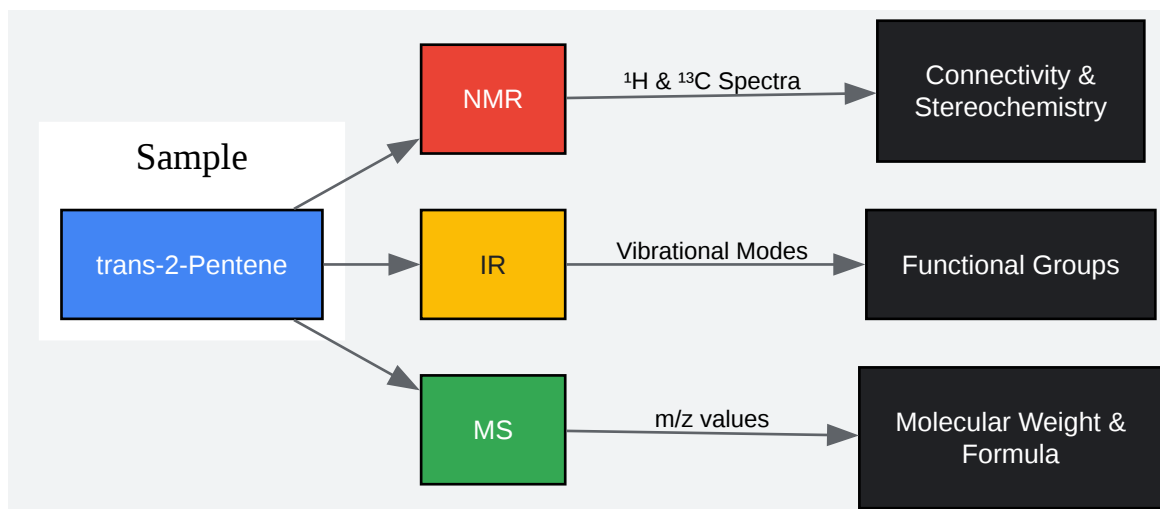 Sample
trans-2-Pentene
NMR
¹H & ¹³C Spectra
Connectivity &
Stereochemistry
IR
Vibrational Modes
Functional Groups
MS
m/z values
Molecular Weight &
Formula